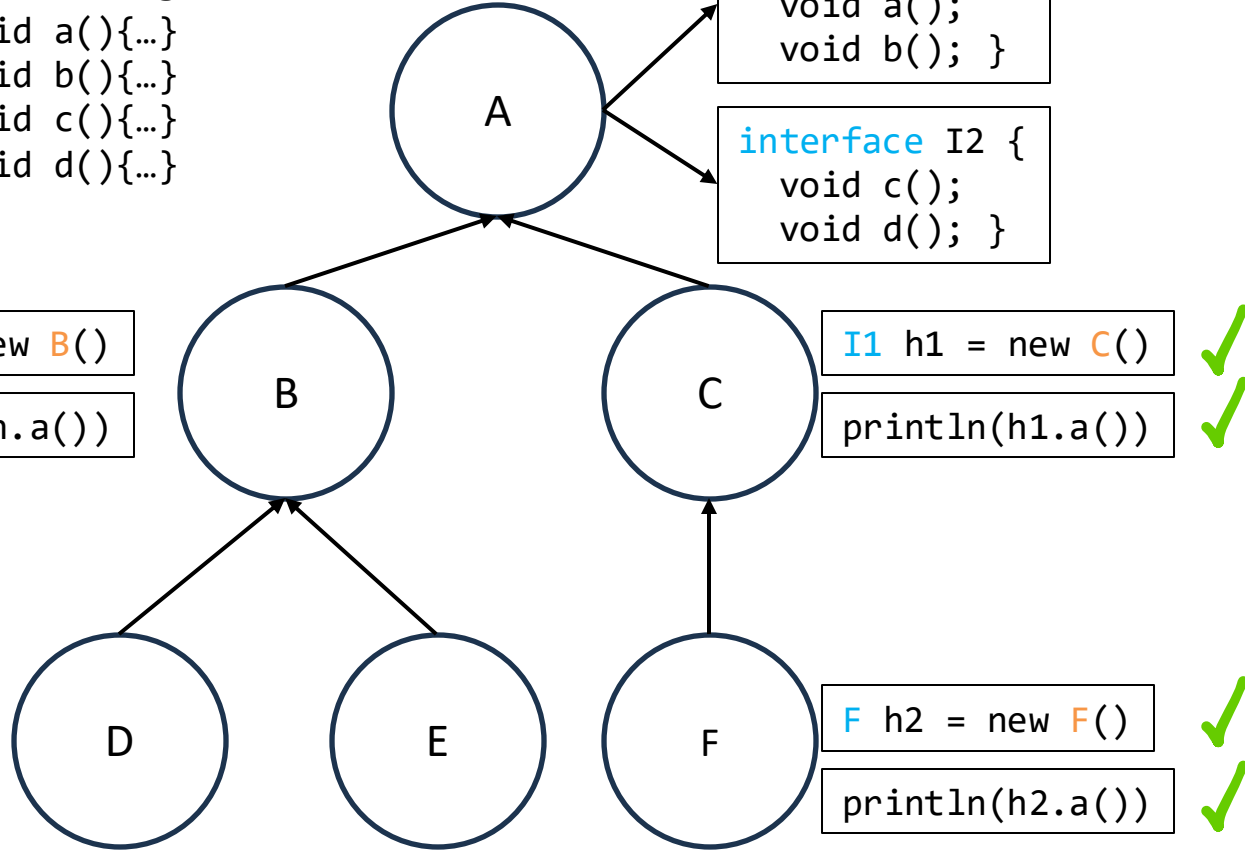 id a(){…}
id b(){…}
id c(){…}
id d(){…}
A
void a();
void b(); }
interface I2 {
void c();
void d(); }
ew B()
.a())
B
C
I1 h1 = new C()
println(h1.a())
D
E
F
F h2 = new F()
println(h2.a())